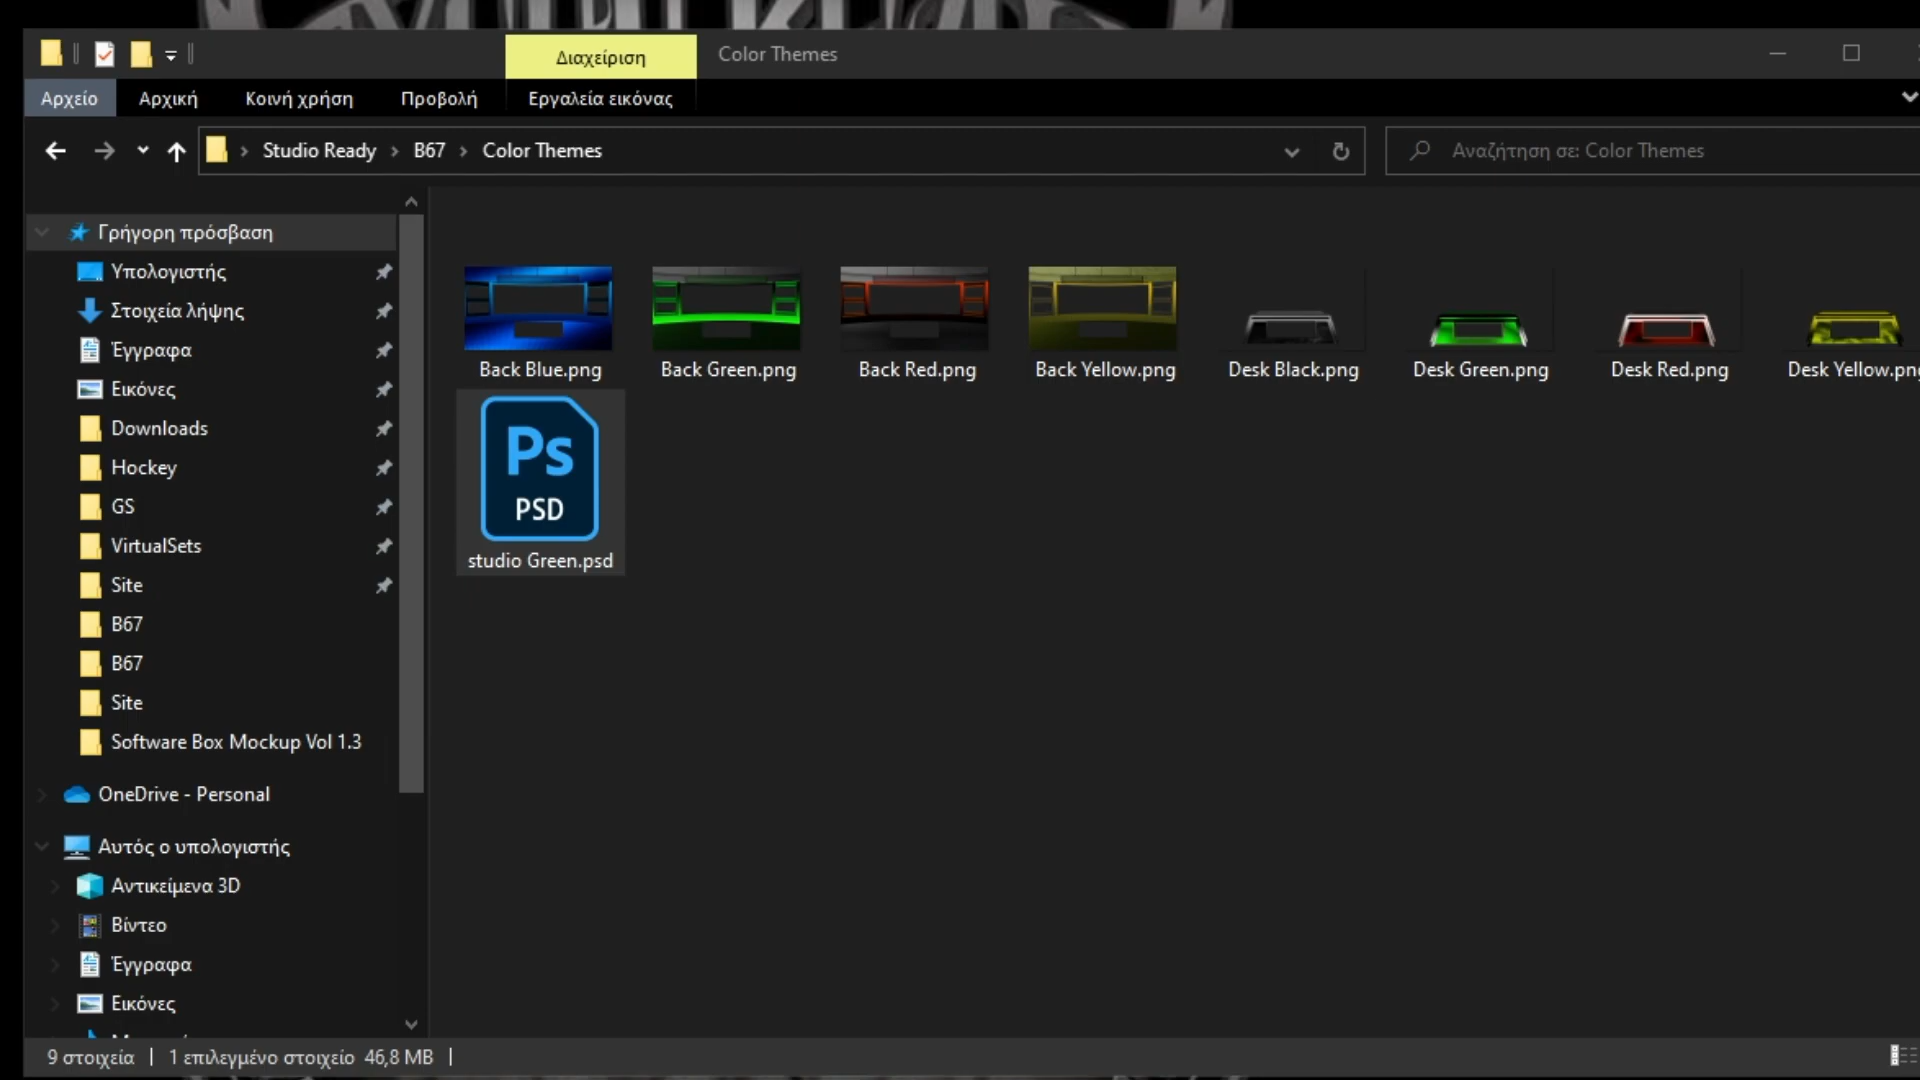 Διαχείριση
Color Themes
Αρχείο
Αρχική
Κοινή χρήση
Προβολή
Εργαλεία εικόνας
Studio Ready
B67
Color Themes
Αναζήτηση σε: Color Themes
Γρήγορη πρόσβαση
Υπολογιστής
Στοιχεία λήψης
Έγγραφα
Εικόνες
Downloads
Hockey
GS
VirtualSets
Site
B67
B67
Site
Software Box Mockup Vol 1.3
OneDrive - Personal
Αυτός ο υπολογιστής
Αντικείμενα 3D
Βίντεο
Έγγραφα
Εικόνες
Back Blue.png
Back Green.png
Back Red.png
Back Yellow.png
Desk Black.png
Desk Green.png
Desk Red.png
Desk Yellow.png
Ps
PSD
studio Green.psd
9 στοιχεία
1 επιλεγμένο στοιχείο 46,8 MB